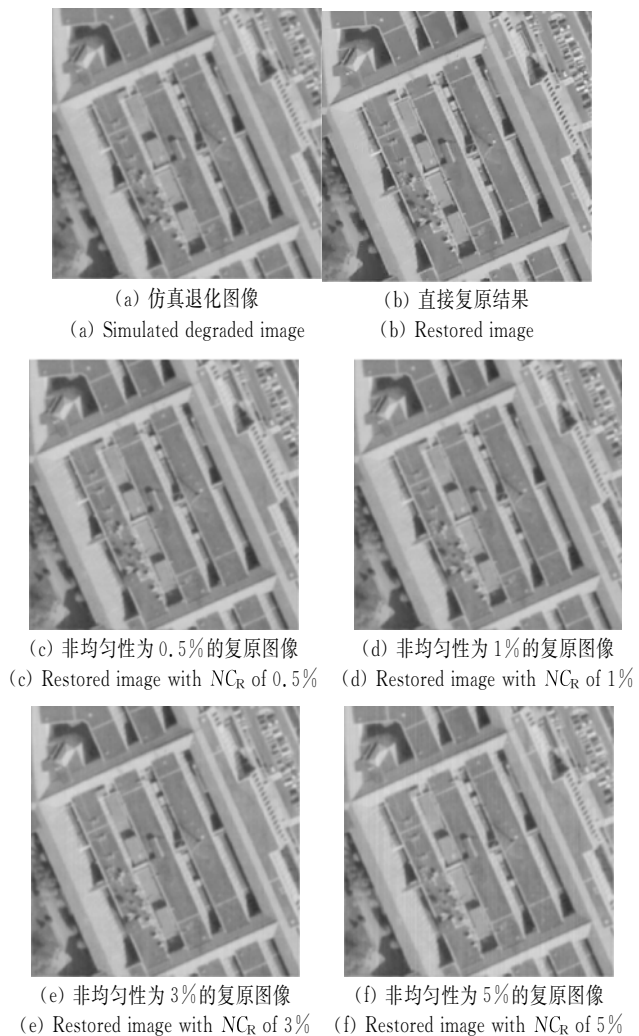 (a) 仿真退化图像
(b) 直接复原结果
(a) Simulated degraded image
(b) Restored image
(c) 非均匀性为 0.5%的复原图像
(d) 非均匀性为 1%的复原图像
(c) Restored image with NCR of 0.5%
(d) Restored image with NCR of 1%
(e) 非均匀性为 3%的复原图像
(f) 非均匀性为 5%的复原图像
(e) Restored image with NCR of 3%
(f) Restored image with NCR of 5%